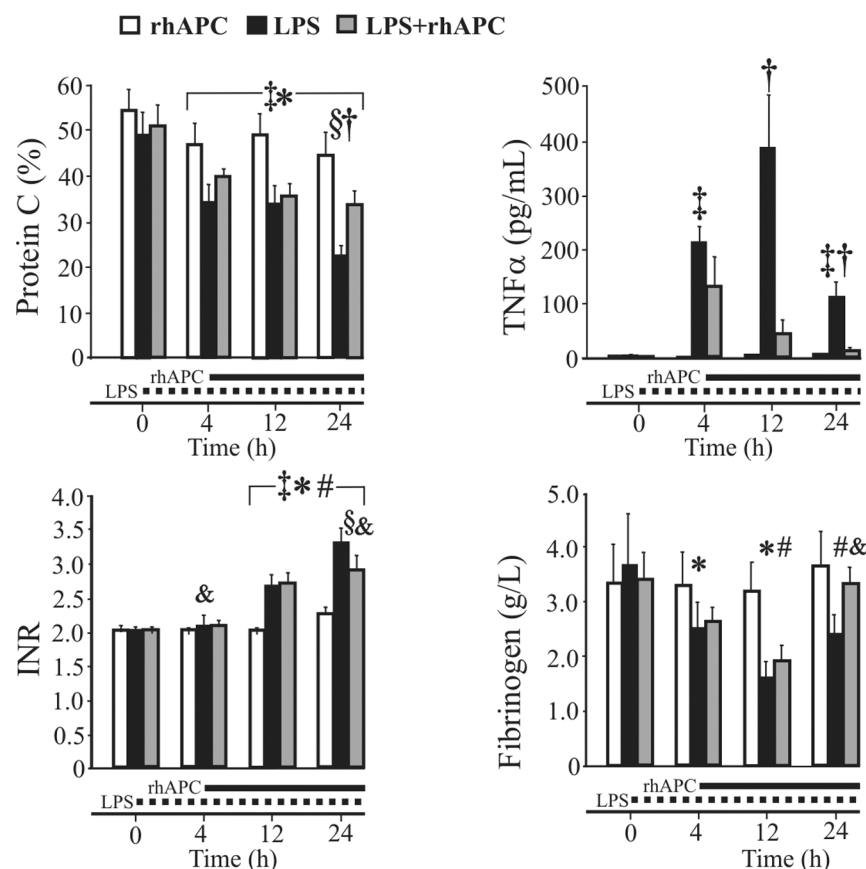 rhAPC LPS LPS+rhAPC
Protein C (%)
60
50
40
30
20
10
0
‡*
§†
rhAPC
LPS
0 4 12 24
Time (h)
TNFα (pg/mL)
500
400
300
200
100
0
‡
†
‡†
rhAPC
LPS
0 4 12 24
Time (h)
INR
4.0
3.5
3.0
2.5
2.0
1.5
1.0
0.5
0
&
‡*#
§&
rhAPC
LPS
0 4 12 24
Time (h)
Fibrinogen (g/L)
5.0
4.0
3.0
2.0
1.0
0
*
*#
#&
rhAPC
LPS
0 4 12 24
Time (h)